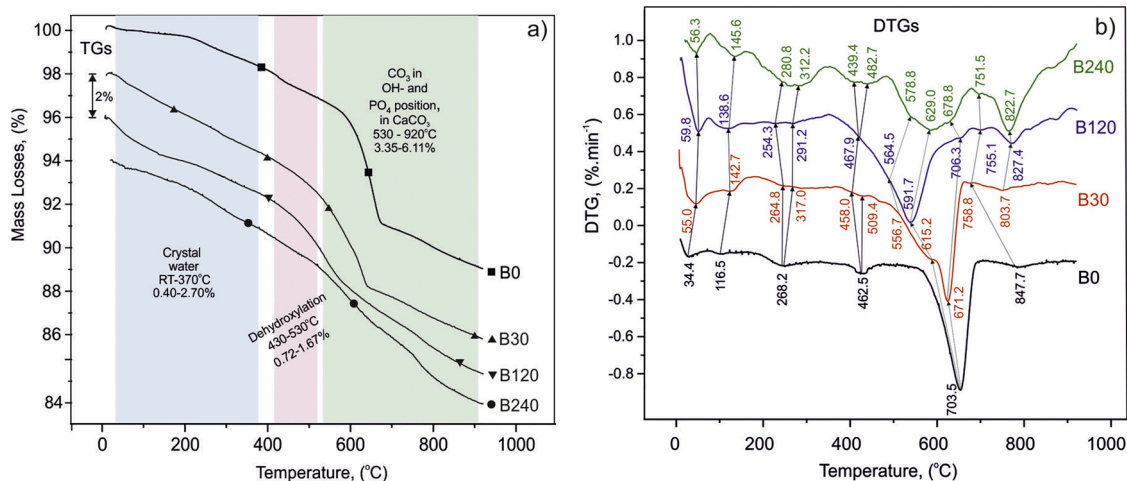 a)
100
98
96
94
92
90
88
86
84
Mass Losses, (%)
TGs
2%
Crystal
water
RT-370°C
0.40-2.70%
Dehydroxylation
430-530°C
0.72-1.67%
CO3 in
OH- and
PO4 position,
in CaCO3
530 - 920°C
3.35-6.11%
B0
B30
B120
B240
0
200
400
600
800
1000
Temperature, (°C)
b)
DTGs
1.0
0.8
0.6
0.4
0.2
0.0
-0.2
-0.4
-0.6
-0.8
DTG, (%.min-1)
56.3
145.6
280.8
312.2
439.4
482.7
578.8
629.0
678.8
751.5
822.7
B240
59.8
138.6
254.3
291.2
467.9
564.5
591.7
706.3
755.1
827.4
B120
55.0
142.7
264.8
317.0
458.0
509.4
556.7
615.2
671.2
758.8
803.7
B30
34.4
116.5
268.2
462.5
703.5
847.7
B0
0
200
400
600
800
1000
Temperature, (°C)